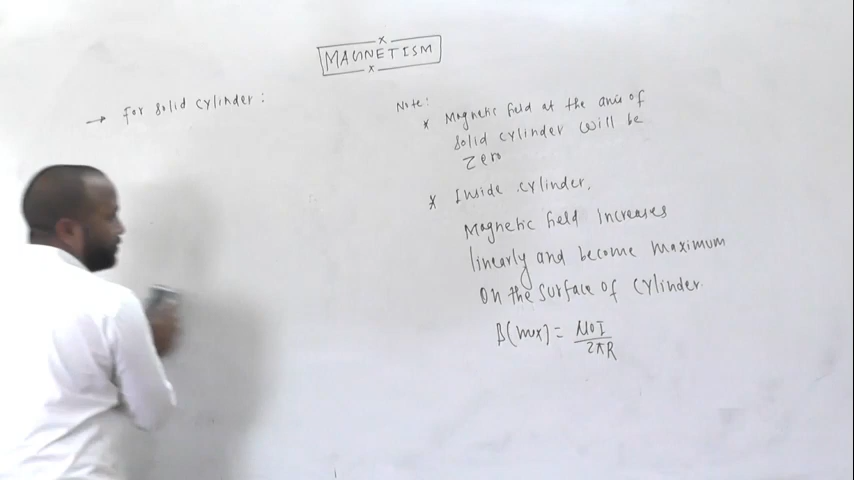 MAGNETISM
→ For solid cylinder :
Note :
* Magnetic field at the axis of
solid cylinder will be
Zero
* Inside cylinder,
Magnetic field Increases
linearly and become maximum
on the surface of cylinder.
B(max) = μ0I / 2πR